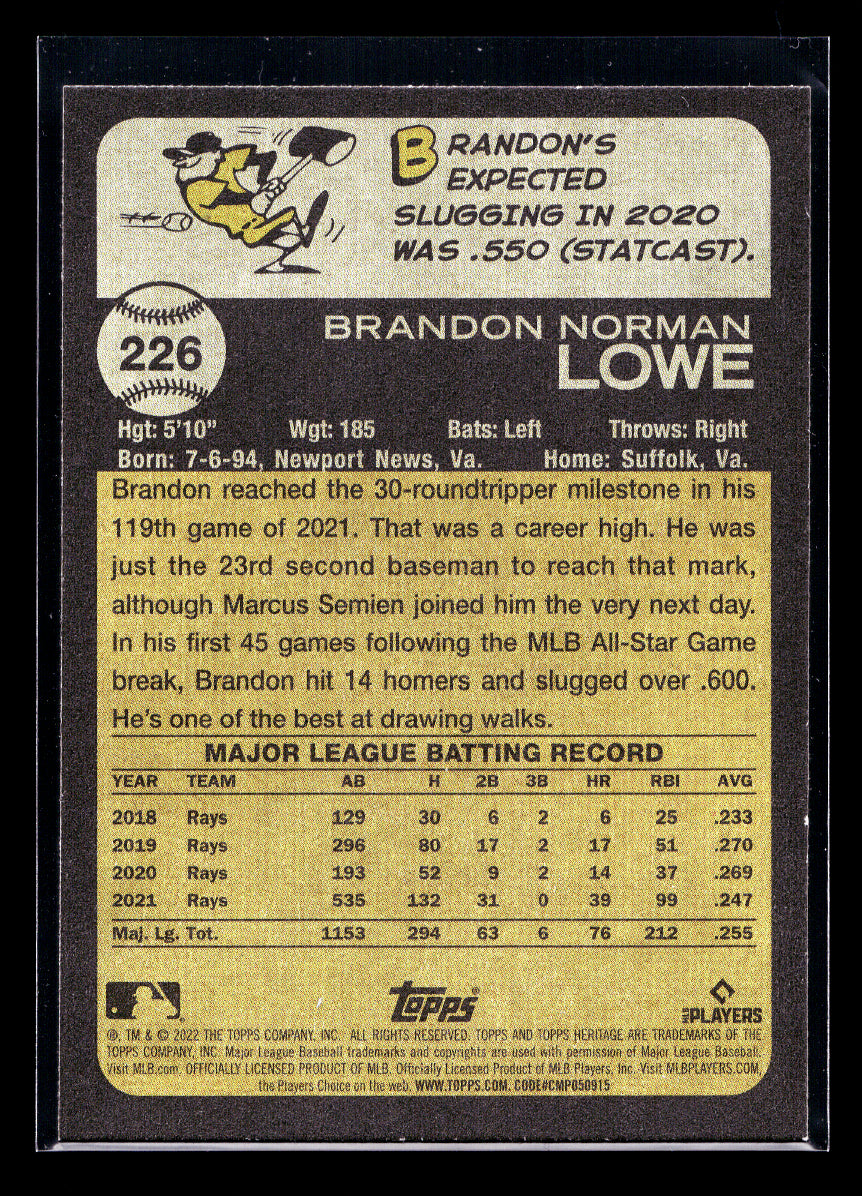 BRANDON'S
EXPECTED
SLUGGING IN 2020
WAS .550 (STATCAST).
226
BRANDON NORMAN
LOWE
Hgt: 5'10" Wgt: 185 Bats: Left Throws: Right
Born: 7-6-94, Newport News, Va. Home: Suffolk, Va.
Brandon reached the 30-roundtripper milestone in his
119th game of 2021. That was a career high. He was
just the 23rd second baseman to reach that mark,
although Marcus Semien joined him the very next day.
In his first 45 games following the MLB All-Star Game
break, Brandon hit 14 homers and slugged over .600.
He's one of the best at drawing walks.
MAJOR LEAGUE BATTING RECORD
YEAR TEAM AB H 2B 3B HR RBI AVG
2018 Rays 129 30 6 2 6 25 .233
2019 Rays 296 80 17 2 17 51 .270
2020 Rays 193 52 9 2 14 37 .269
2021 Rays 535 132 31 0 39 99 .247
Maj. Lg. Tot. 1153 294 63 6 76 212 .255
Topps
PLAYERS
®, TM & © 2022 THE TOPPS COMPANY, INC. ALL RIGHTS RESERVED. TOPPS AND TOPPS HERITAGE ARE TRADEMARKS OF THE
TOPPS COMPANY, INC. Major League Baseball trademarks and copyrights are used with permission of Major League Baseball.
Visit MLB.com. OFFICIALLY LICENSED PRODUCT OF MLB. Officially Licensed Product of MLB Players, Inc. Visit MLBPLAYERS.COM,
the Players Choice on the web. WWW.TOPPS.COM. CODE#CMP050915